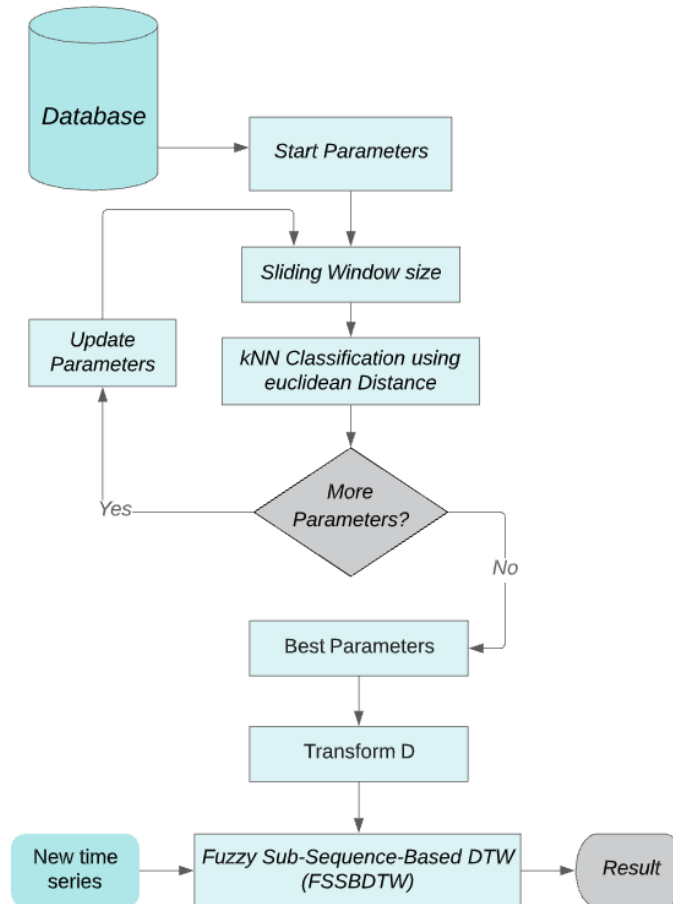 Database
Start Parameters
Sliding Window size
Update
Parameters
kNN Classification using
euclidean Distance
More
Parameters?
Yes
No
Best Parameters
Transform D
New time
series
Fuzzy Sub-Sequence-Based DTW
(FSSBDTW)
Result